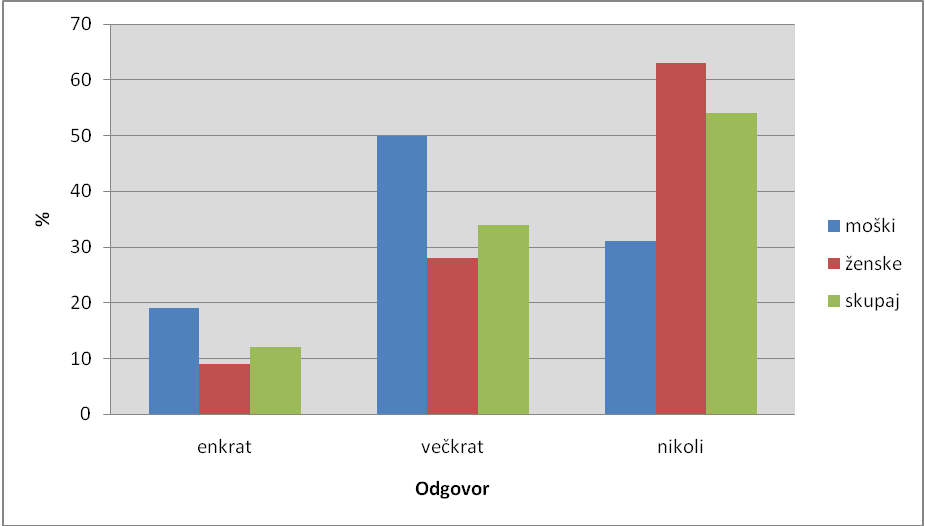 70
60
50
40
30
20
10
0
%
enkrat
večkrat
nikoli
Odgovor
moški
ženske
skupaj